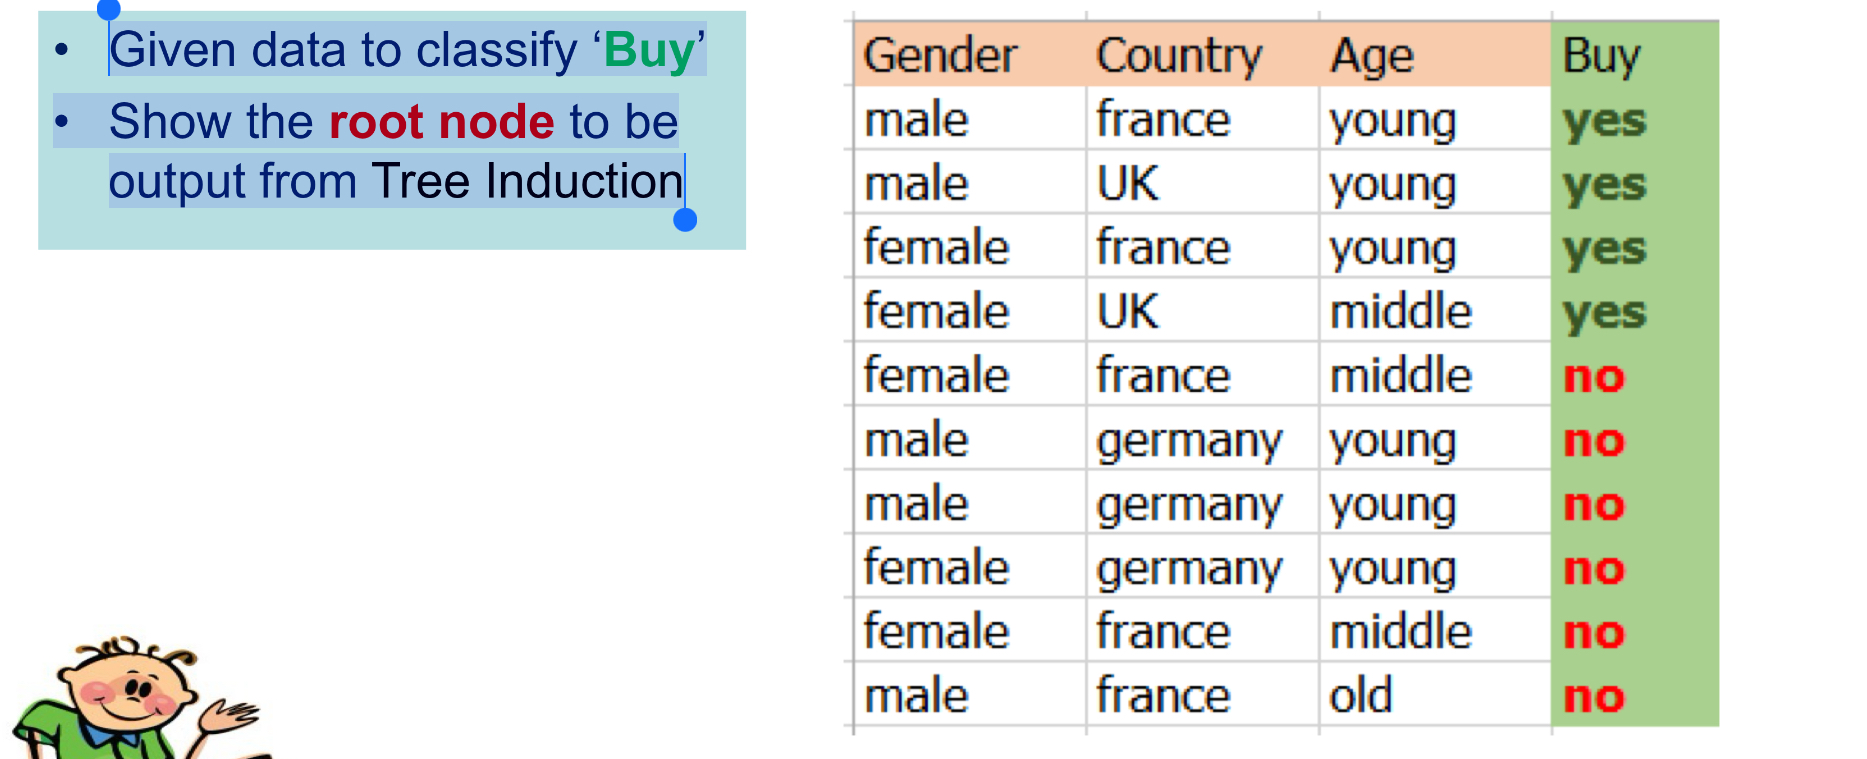 • Given data to classify ‘Buy’
• Show the root node to be
output from Tree Induction
Gender Country Age Buy
male france young yes
male UK young yes
female france young yes
female UK middle yes
female france middle no
male germany young no
male germany young no
female germany young no
female france middle no
male france old no